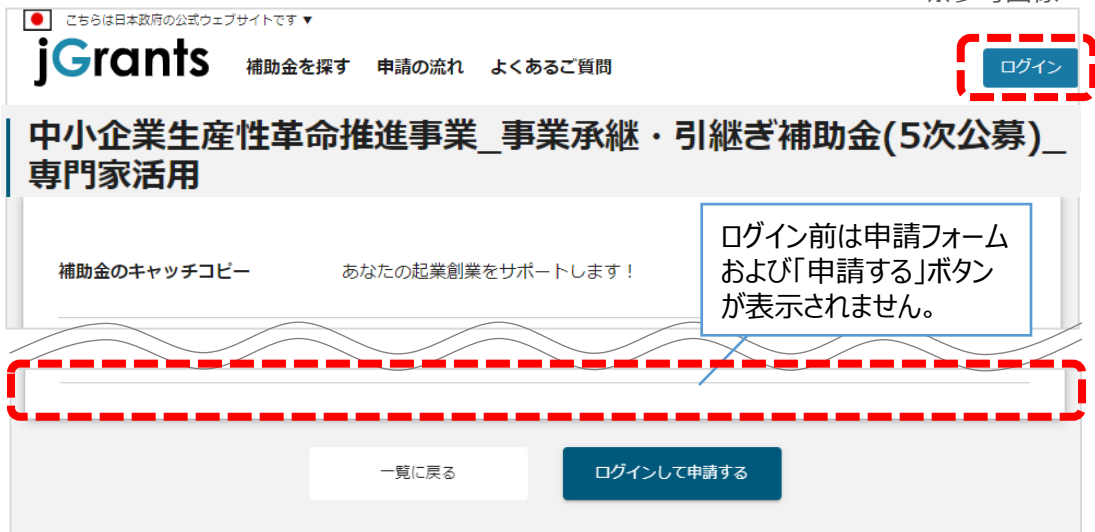 こちらは日本政府の公式ウェブサイトです ▼
jGrants 補助金を探す 申請の流れ よくあるご質問 ログイン
中小企業生産性革命推進事業_事業承継・引継ぎ補助金(5次公募)_
専門家活用
補助金のキャッチコピー あなたの起業創業をサポートします!
ログイン前は申請フォーム
および「申請する」ボタン
が表示されません。
一覧に戻る ログインして申請する